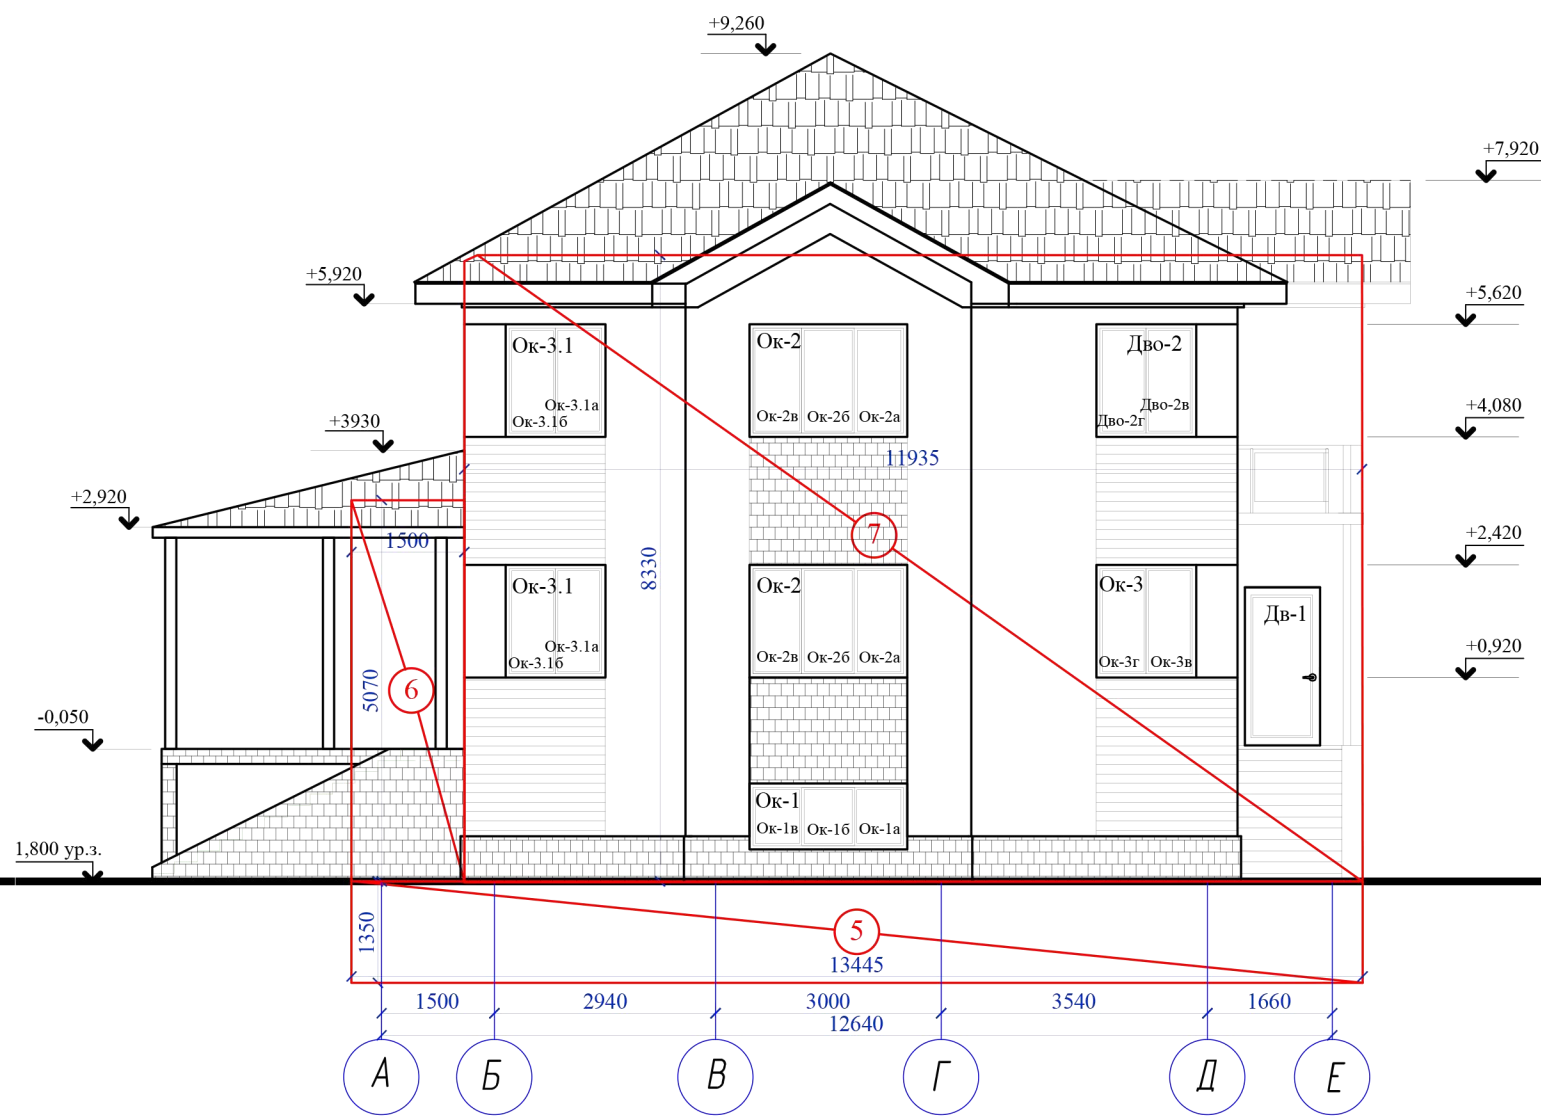 +9,260
+7,920
+5,920
+5,620
Ок-3.1
Ок-2
Дво-2
Ок-3.1а
Ок-3.1б
Ок-2в Ок-2б Ок-2а
Дво-2в
Дво-2г
+4,080
+3930
11935
+2,920
7
+2,420
1500
8330
Ок-3.1
Ок-2
Ок-3
Дв-1
Ок-3.1а
Ок-3.1б
Ок-2в Ок-2б Ок-2а
Ок-3г Ок-3в
+0,920
5070
6
-0,050
Ок-1
Ок-1в Ок-1б Ок-1а
1,800 ур.з.
1350
5
13445
1500 2940 3000 3540 1660
12640
А Б В Г Д Е